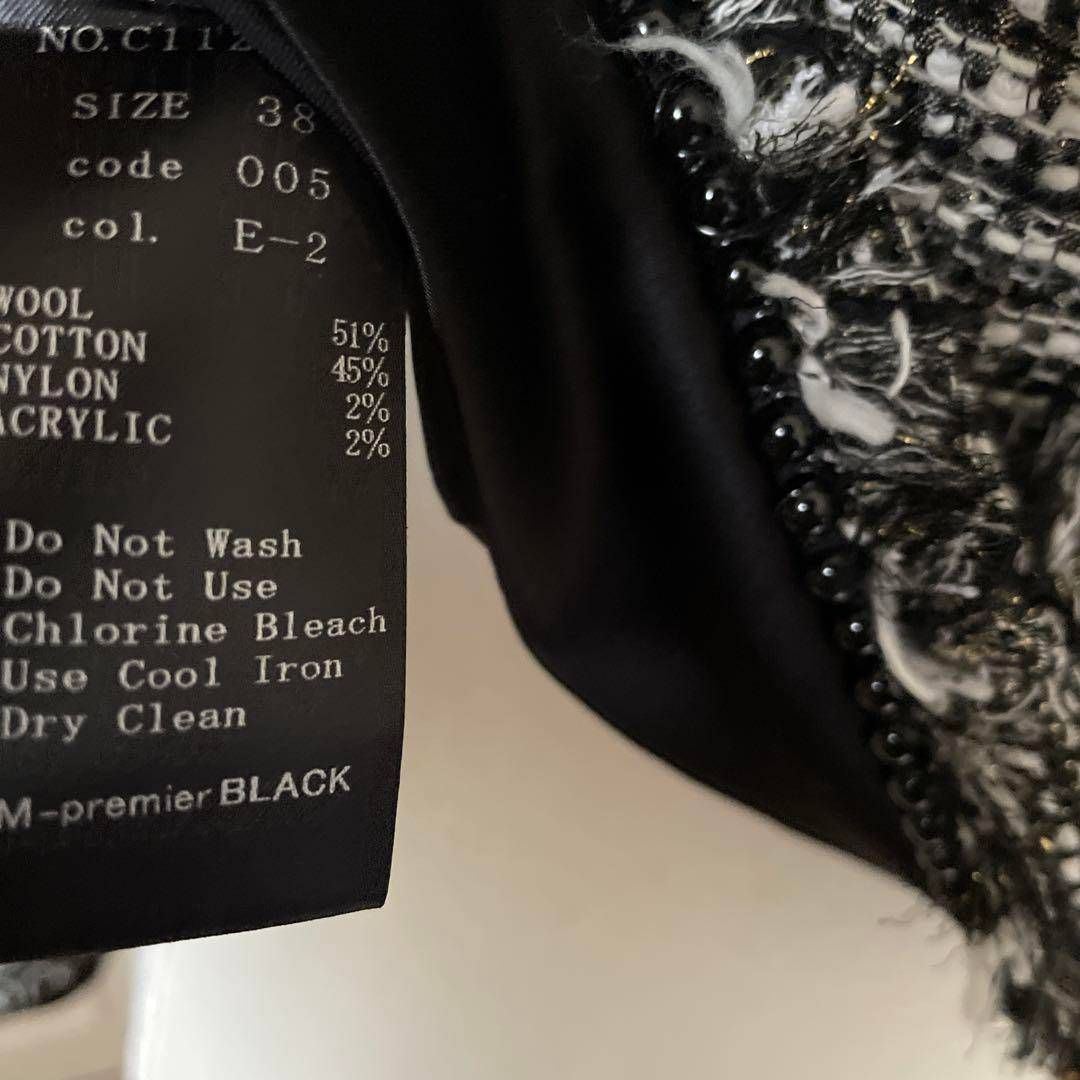 NO. C112
SIZE 38
code 005
col. E-2
WOOL 51%
COTTON 45%
NYLON 2%
ACRYLIC 2%
Do Not Wash
Do Not Use
Chlorine Bleach
Use Cool Iron
Dry Clean
M-premier BLACK